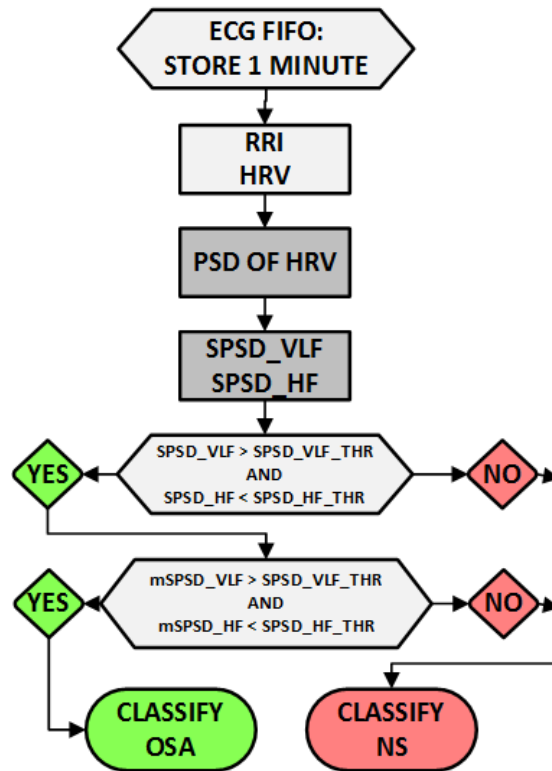 ECG FIFO:
STORE 1 MINUTE
RRI
HRV
PSD OF HRV
SPSD_VLF
SPSD_HF
YES
SPSD_VLF > SPSD_VLF_THR
AND
SPSD_HF < SPSD_HF_THR
NO
YES
mSPSD_VLF > SPSD_VLF_THR
AND
mSPSD_HF < SPSD_HF_THR
NO
CLASSIFY
OSA
CLASSIFY
NS